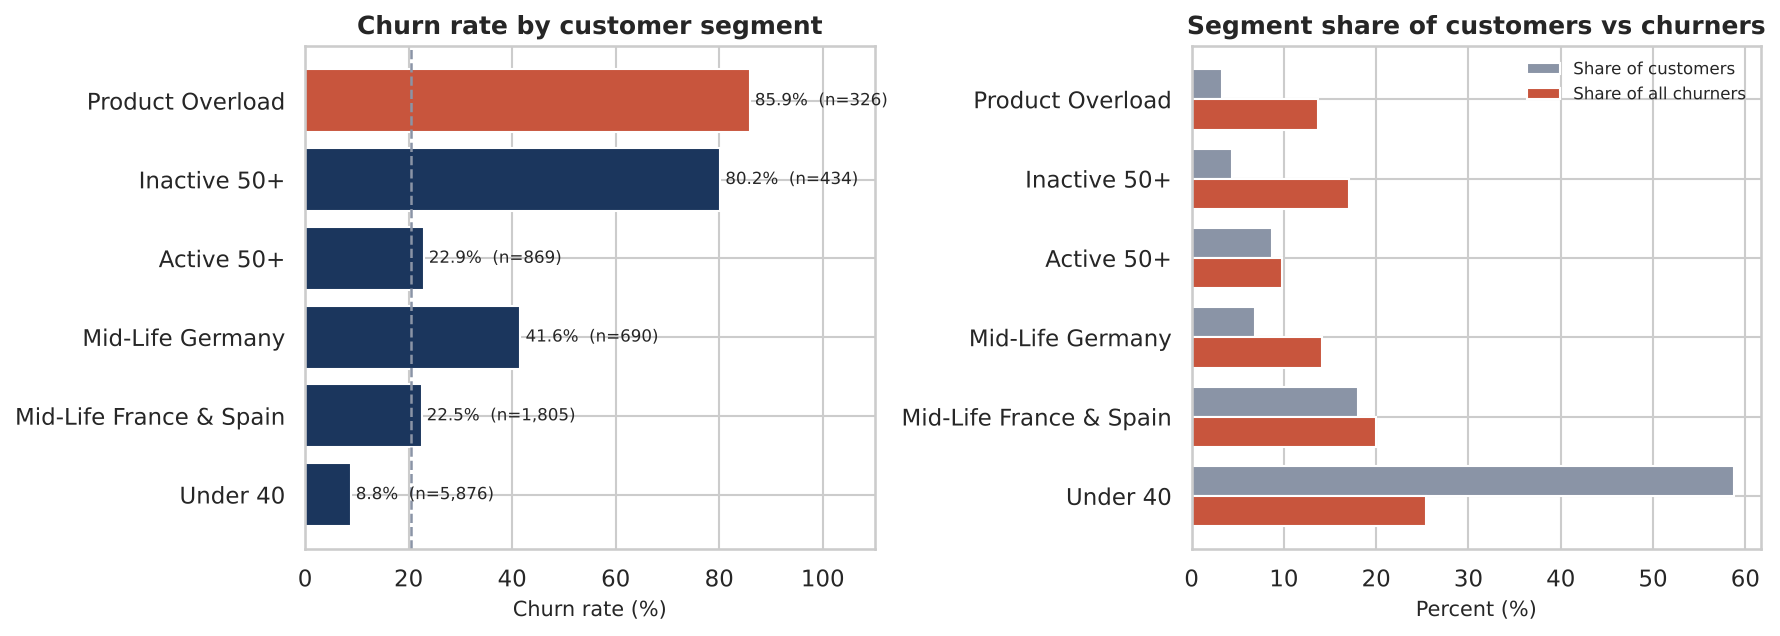 Churn rate by customer segment
Product Overload
85.9% (n=326)
Inactive 50+
80.2% (n=434)
Active 50+
22.9% (n=869)
Mid-Life Germany
41.6% (n=690)
Mid-Life France & Spain
22.5% (n=1,805)
Under 40
8.8% (n=5,876)
0 20 40 60 80 100
Churn rate (%)
Segment share of customers vs churners
Share of customers
Share of all churners
Product Overload
Inactive 50+
Active 50+
Mid-Life Germany
Mid-Life France & Spain
Under 40
0 10 20 30 40 50 60
Percent (%)